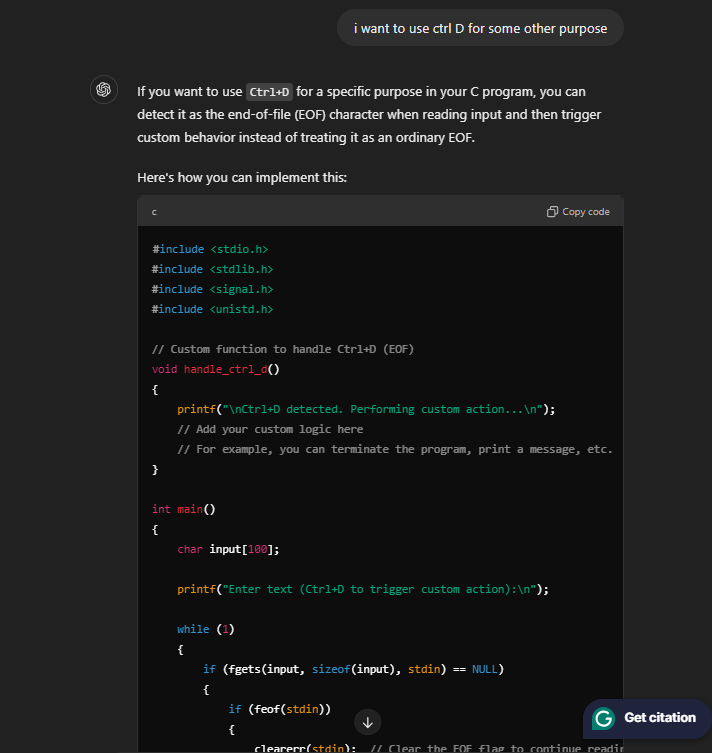 i want to use ctrl D for some other purpose
If you want to use Ctrl+D for a specific purpose in your C program, you can
detect it as the end-of-file (EOF) character when reading input and then trigger
custom behavior instead of treating it as an ordinary EOF.
Here's how you can implement this:
c Copy code
#include <stdio.h>
#include <stdlib.h>
#include <signal.h>
#include <unistd.h>
// Custom function to handle Ctrl+D (EOF)
void handle_ctrl_d()
{
    printf("\nCtrl+D detected. Performing custom action...\n");
    // Add your custom logic here
    // For example, you can terminate the program, print a message, etc.
}
int main()
{
    char input[100];
    printf("Enter text (Ctrl+D to trigger custom action):\n");
    while (1)
    {
        if (fgets(input, sizeof(input), stdin) == NULL)
        {
            if (feof(stdin))
            {
                clearerr(stdin);  // Clear the EOF flag to continue
G Get citation